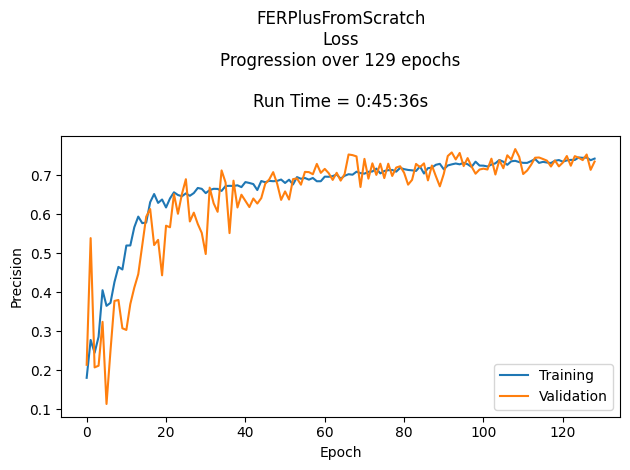 FERPlusFromScratch
Loss
Progression over 129 epochs
Run Time = 0:45:36s
0.7
0.6
0.5
0.4
0.3
0.2
0.1
Precision
0 20 40 60 80 100 120
Epoch
Training
Validation